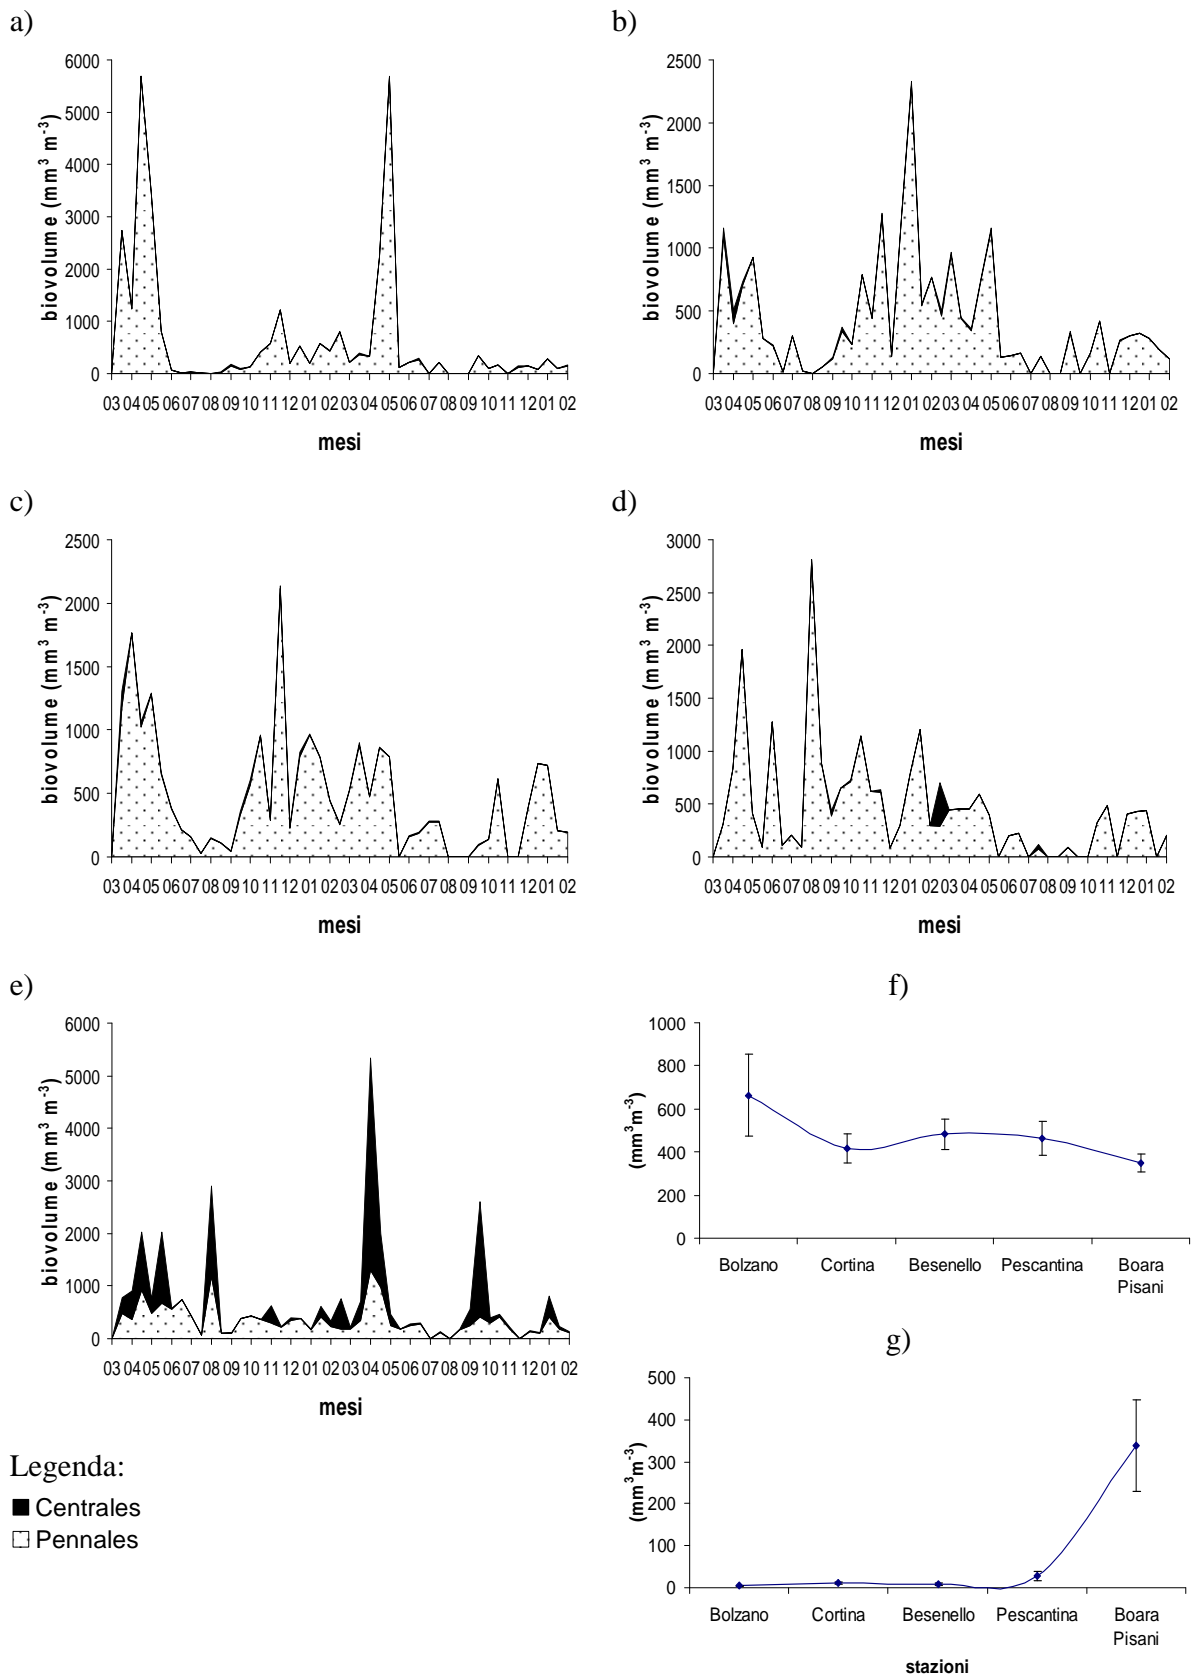 a)
6000
5000
4000
3000
2000
1000
0
biovolume (mm³ m⁻³)
03 04 05 06 07 08 09 10 11 12 01 02 03 04 05 06 07 08 09 10 11 12 01 02
mesi
b)
2500
2000
1500
1000
500
0
biovolume (mm³ m⁻³)
03 04 05 06 07 08 09 10 11 12 01 02 03 04 05 06 07 08 09 10 11 12 01 02
mesi
c)
2500
2000
1500
1000
500
0
biovolume (mm³ m⁻³)
03 04 05 06 07 08 09 10 11 12 01 02 03 04 05 06 07 08 09 10 11 12 01 02
mesi
d)
3000
2500
2000
1500
1000
500
0
biovolume (mm³ m⁻³)
03 04 05 06 07 08 09 10 11 12 01 02 03 04 05 06 07 08 09 10 11 12 01 02
mesi
e)
6000
5000
4000
3000
2000
1000
0
biovolume (mm³ m⁻³)
03 04 05 06 07 08 09 10 11 12 01 02 03 04 05 06 07 08 09 10 11 12 01 02
mesi
f)
1000
800
600
400
200
0
(mm³m⁻³)
Bolzano Cortina Besenello Pescantina Boara
Pisani
g)
500
400
300
200
100
0
(mm³m⁻³)
Bolzano Cortina Besenello Pescantina Boara
Pisani
stazioni
Legenda:
Centrales
Pennales